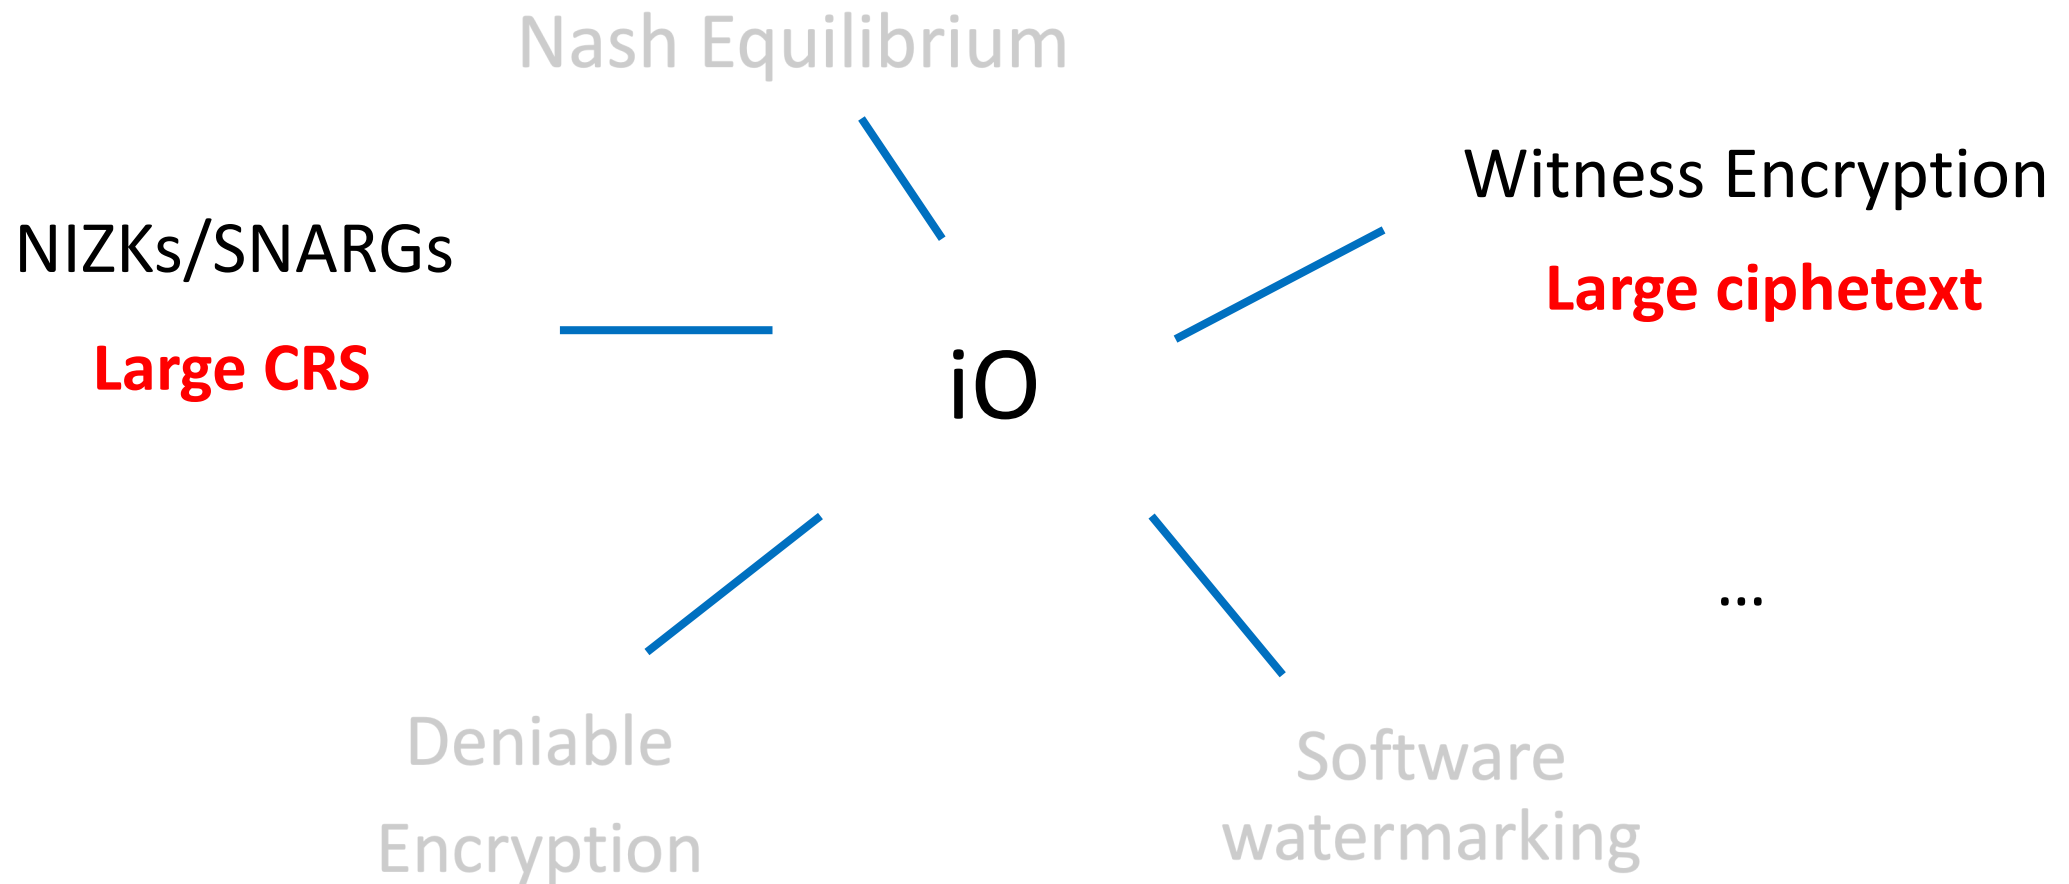 Nash Equilibrium
Witness Encryption
Large ciphetext
NIZKs/SNARGs
Large CRS
iO
...
Deniable
Encryption
Software
watermarking